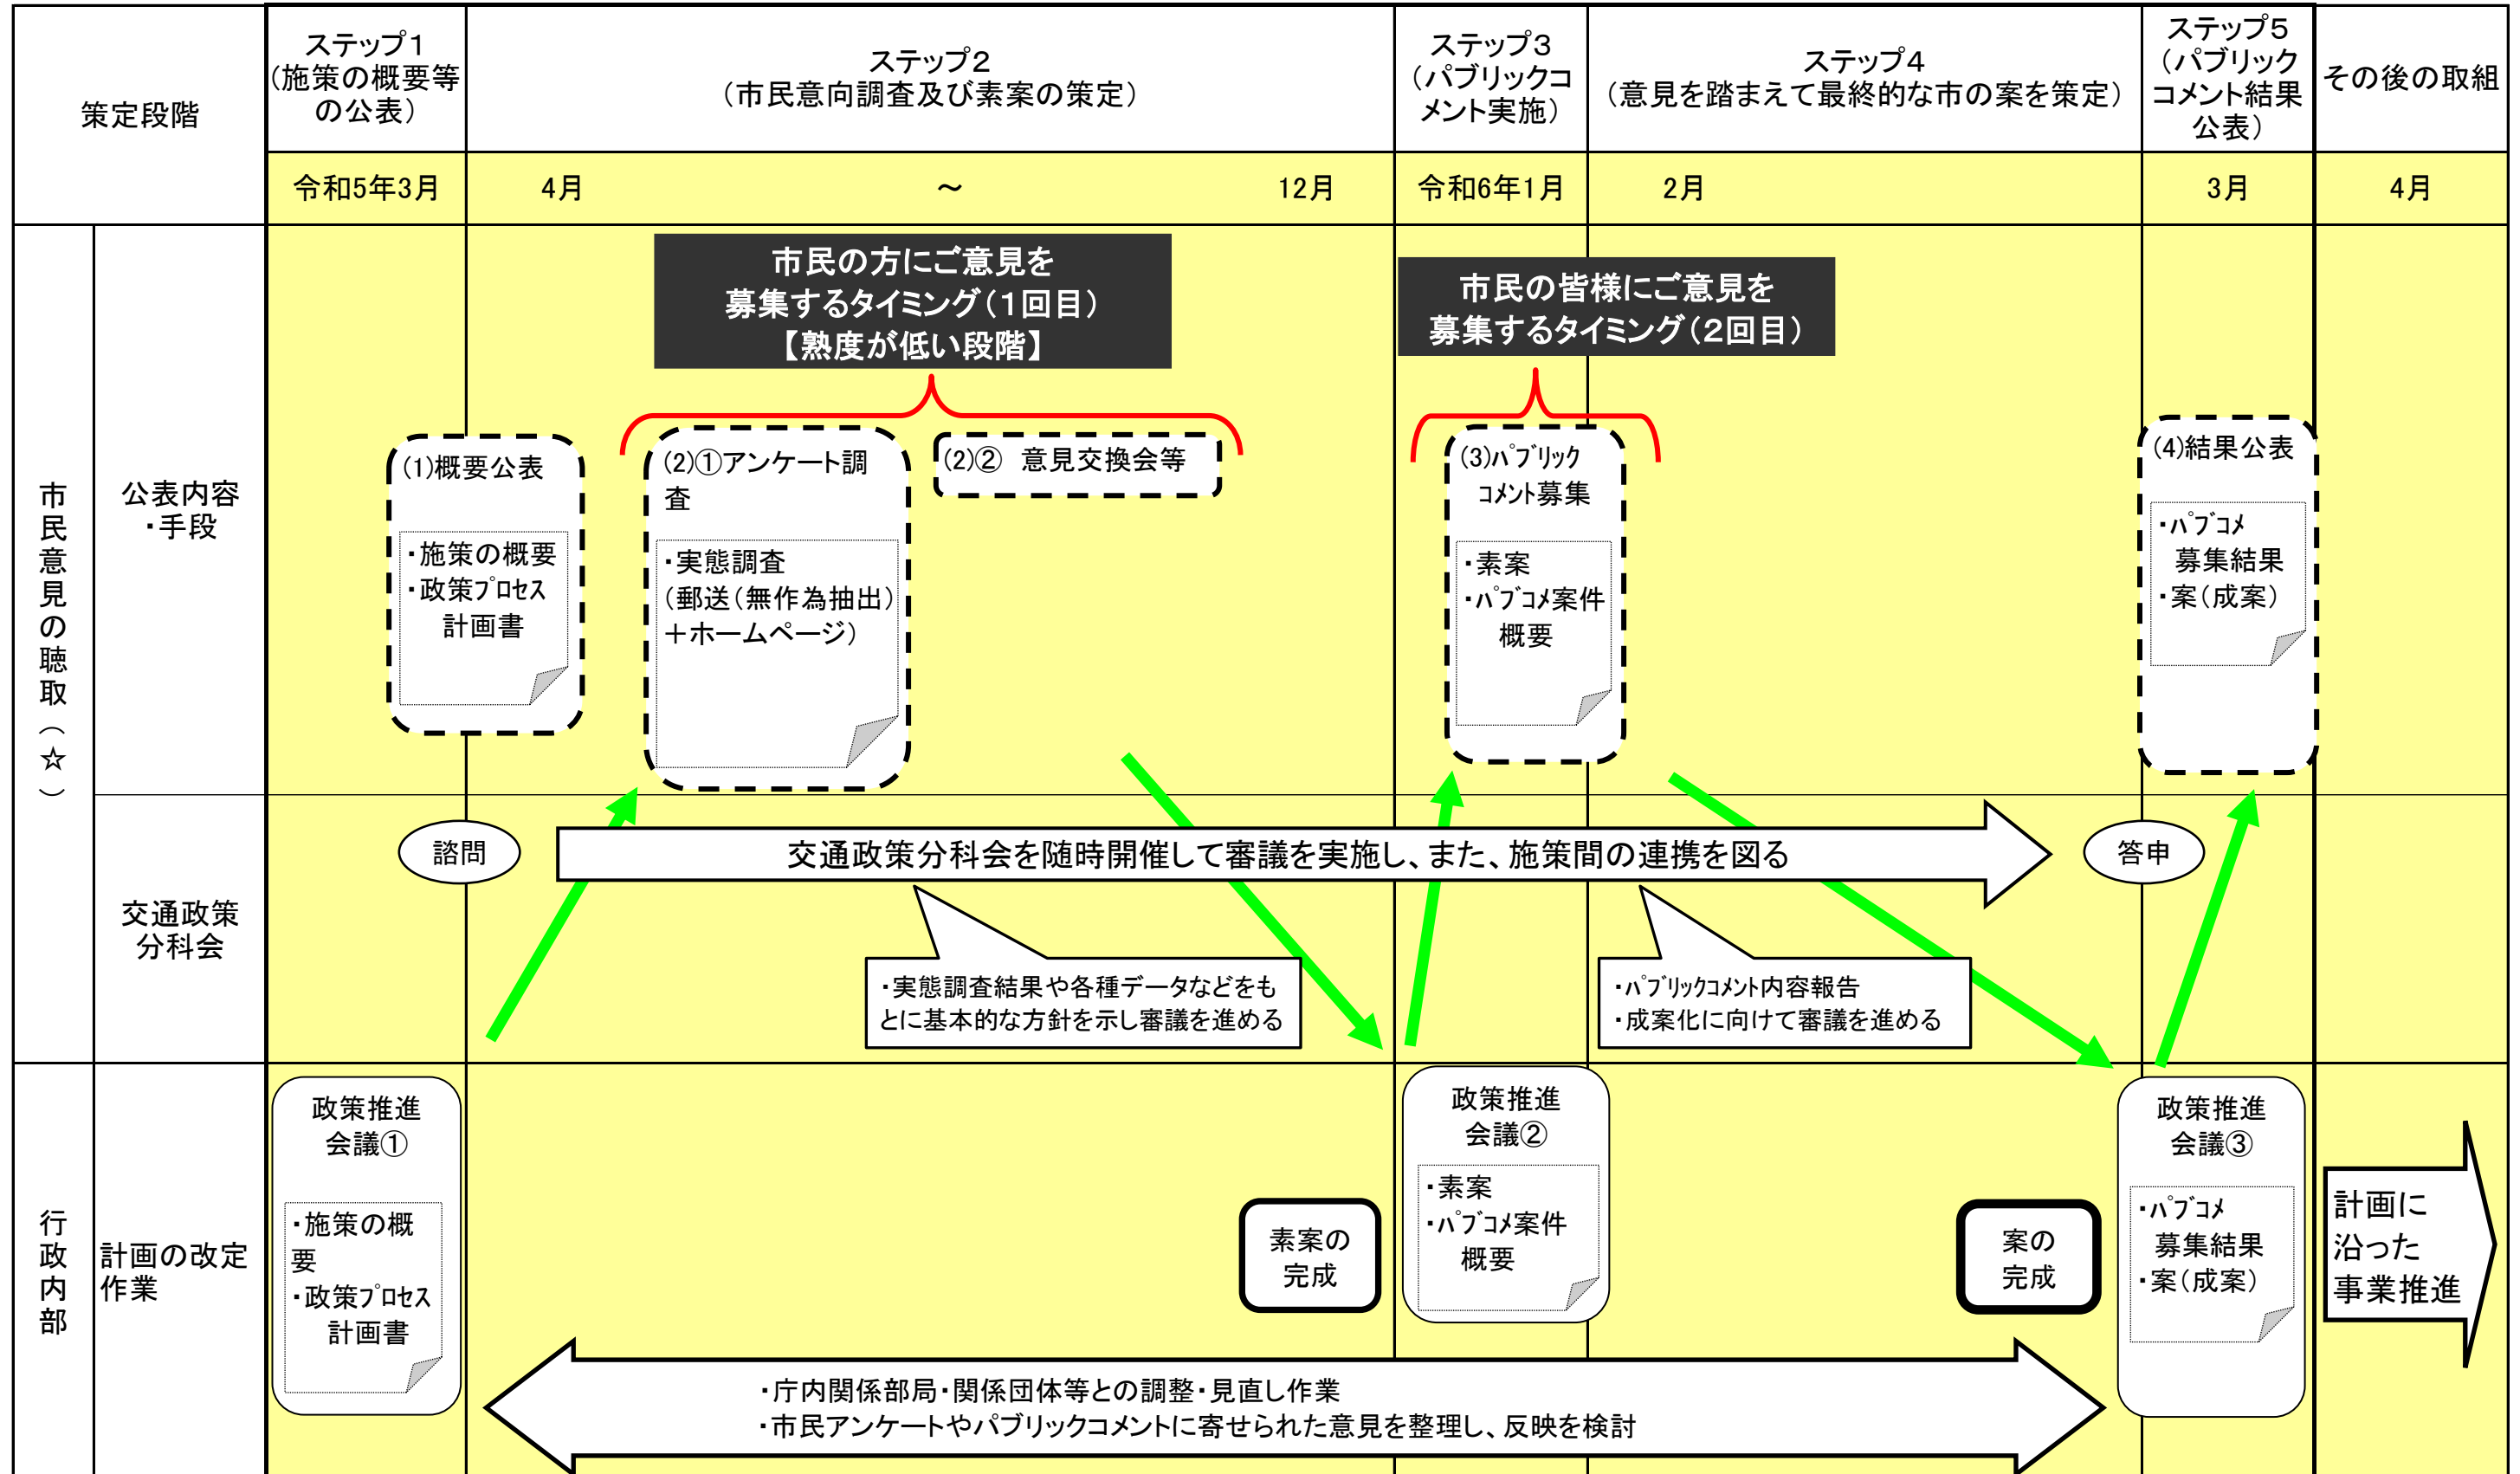 策定段階
ステップ1
(施策の概要等
の公表)
ステップ2
(市民意向調査及び素案の策定)
ステップ3
(パブリックコ
メント実施)
ステップ4
(意見を踏まえて最終的な市の案を策定)
ステップ5
(パブリック
コメント結果
公表)
その後の取組
令和5年3月
4月
～
12月
令和6年1月
2月
3月
4月
市民意見の聴取(☆)
公表内容
・手段
市民の方にご意見を
募集するタイミング(1回目)
【熟度が低い段階】
市民の皆様にご意見を
募集するタイミング(2回目)
(1)概要公表
・施策の概要
・政策ﾌﾟﾛｾｽ
計画書
(2)①アンケート調
査
・実態調査
(郵送(無作為抽出)
＋ホームページ)
(2)② 意見交換会等
(3)ﾊﾟﾌﾞﾘｯｸ
ｺﾒﾝﾄ募集
・素案
・ﾊﾟﾌﾞｺﾒ案件
概要
(4)結果公表
・ﾊﾟﾌﾞｺﾒ
募集結果
・案(成案)
交通政策
分科会
諮問
交通政策分科会を随時開催して審議を実施し、また、施策間の連携を図る
答申
・実態調査結果や各種データなどをも
とに基本的な方針を示し審議を進める
・ﾊﾟﾌﾞﾘｯｸｺﾒﾝﾄ内容報告
・成案化に向けて審議を進める
行政内部
計画の改定
作業
政策推進
会議①
・施策の概
要
・政策ﾌﾟﾛｾｽ
計画書
素案の
完成
政策推進
会議②
・素案
・ﾊﾟﾌﾞｺﾒ案件
概要
案の
完成
政策推進
会議③
・ﾊﾟﾌﾞｺﾒ
募集結果
・案(成案)
計画に
沿った
事業推進
・庁内関係部局・関係団体等との調整・見直し作業
・市民アンケートやパブリックコメントに寄せられた意見を整理し、反映を検討